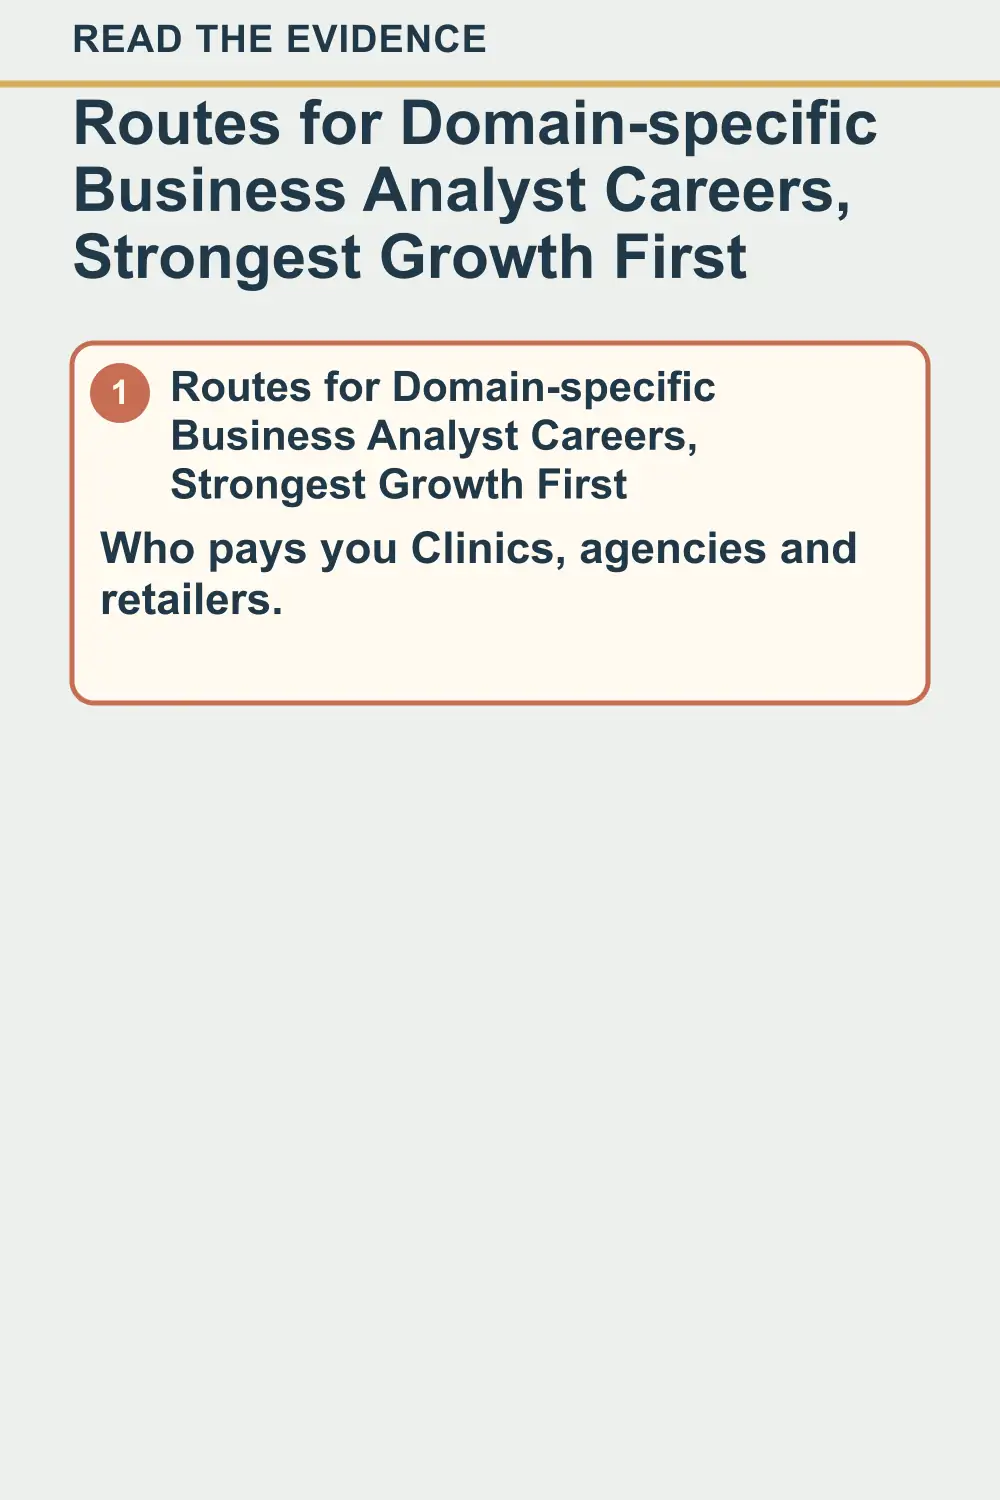 READ THE EVIDENCE
Routes for Domain-specific
Business Analyst Careers,
Strongest Growth First
1
Routes for Domain-specific
Business Analyst Careers,
Strongest Growth First
Who pays you Clinics, agencies and
retailers.